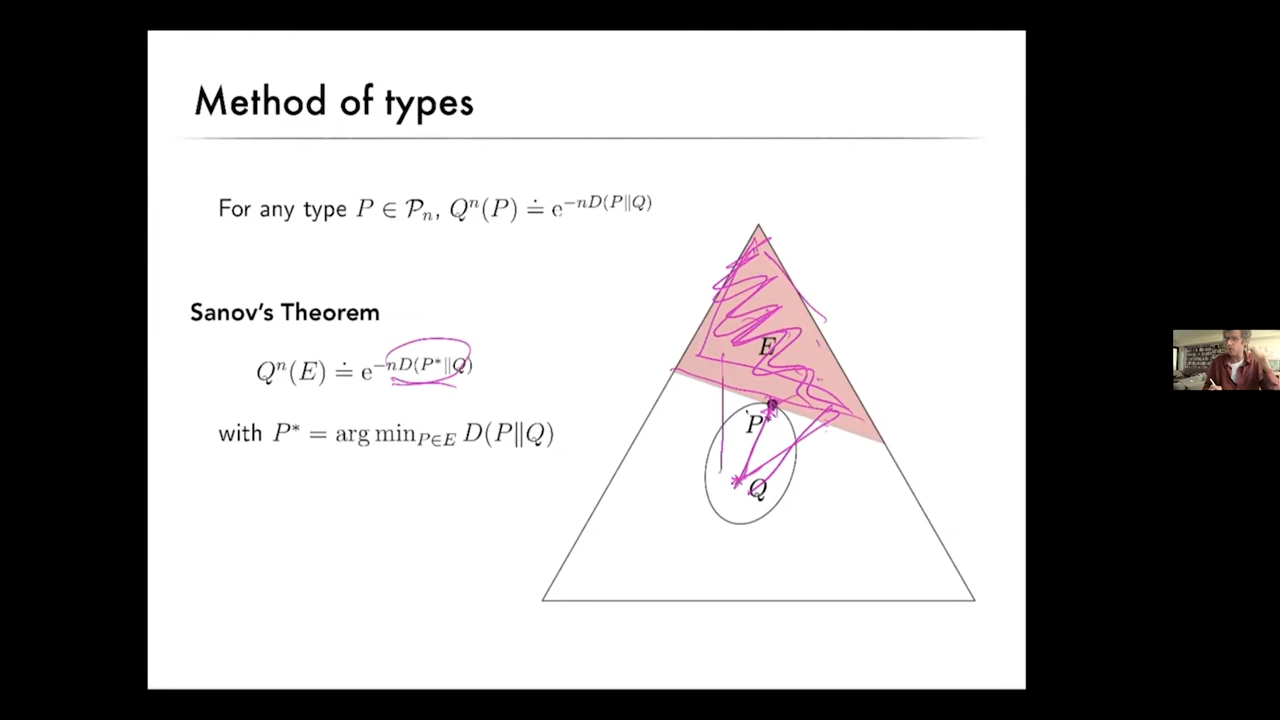 Method of types
For any type P ∈ 𝒫ₙ, Qⁿ(P) ≐ e^{−nD(P∥Q)}
Sanov's Theorem
Qⁿ(E) ≐ e^{−nD(P*∥Q)}
with P* = arg min_{P∈E} D(P∥Q)
E
P*
Q